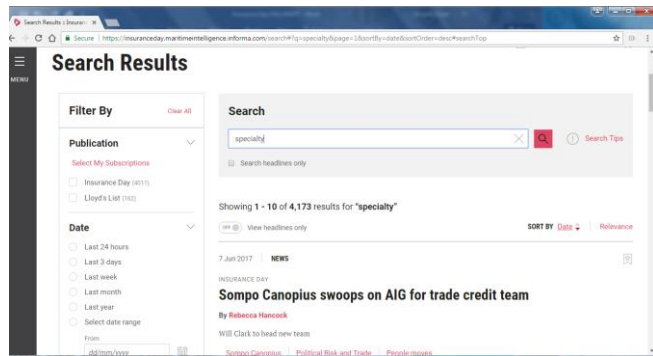 Search Results :: Insuran
Secure | https://insuranceday.maritimeintelligence.informa.com/search#?q=specialty&page=1&sortBy=date&sortOrder=desc#searchTop
MENU
Search Results
Filter By
Clear All
Publication
Select My Subscriptions
Insurance Day (4011)
Lloyd's List (162)
Date
Last 24 hours
Last 3 days
Last week
Last month
Last year
Select date range
From
dd/mm/yyyy
Search
specialty
Search Tips
Search headlines only
Showing 1 - 10 of 4,173 results for "specialty"
OFF
View headlines only
SORT BY Date
Relevance
7 Jun 2017
NEWS
INSURANCE DAY
Sompo Canopius swoops on AIG for trade credit team
By Rebecca Hancock
Will Clark to head new team
Sompo Canopius | Political Risk and Trade | People moves